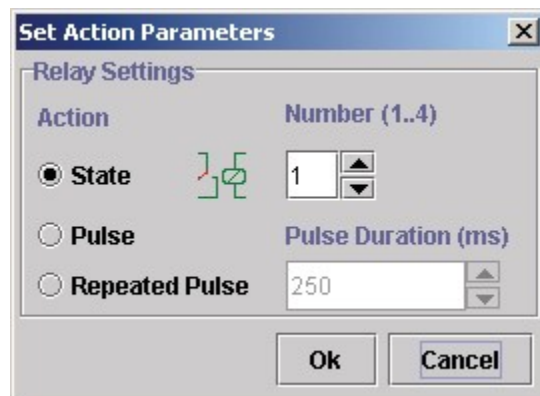 Set Action Parameters
Relay Settings
Action
Number (1..4)
State
1
Pulse
Pulse Duration (ms)
Repeated Pulse
250
Ok
Cancel